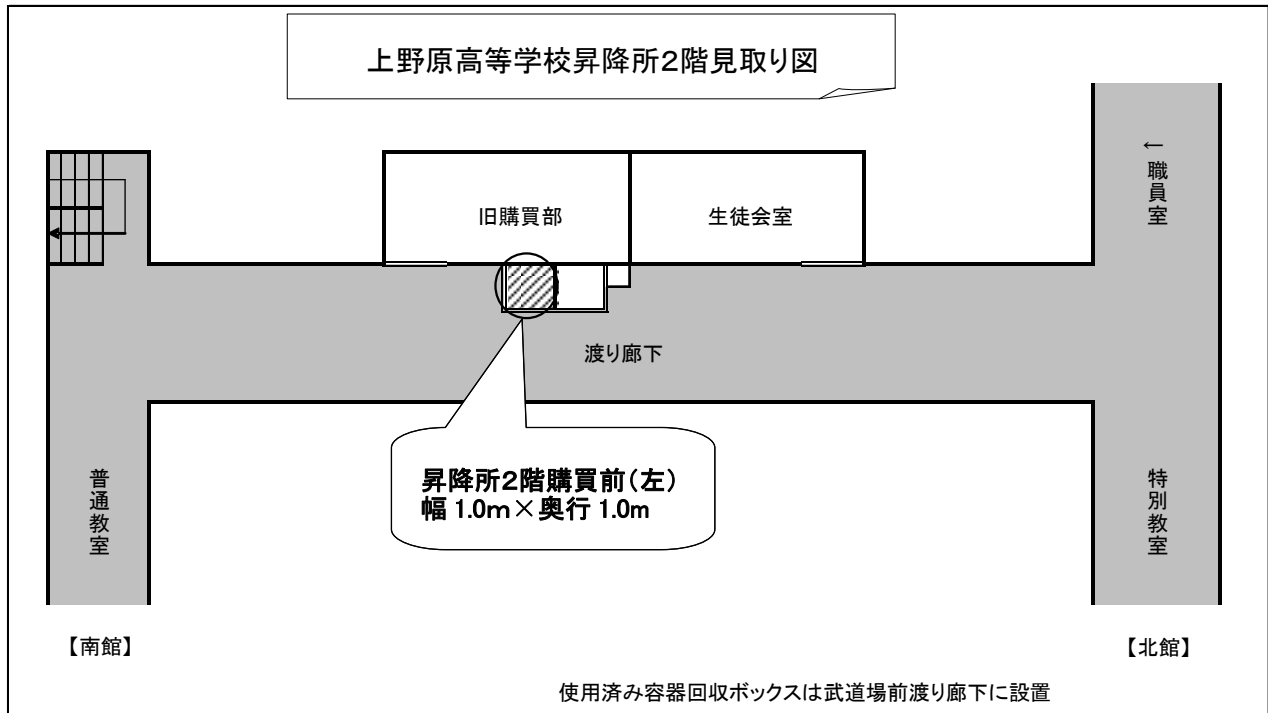 上野原高等学校昇降所2階見取り図
←職員室
旧購買部
生徒会室
渡り廊下
昇降所2階購買前(左)
幅 1.0m×奥行 1.0m
普通教室
特別教室
【南館】
【北館】
使用済み容器回収ボックスは武道場前渡り廊下に設置